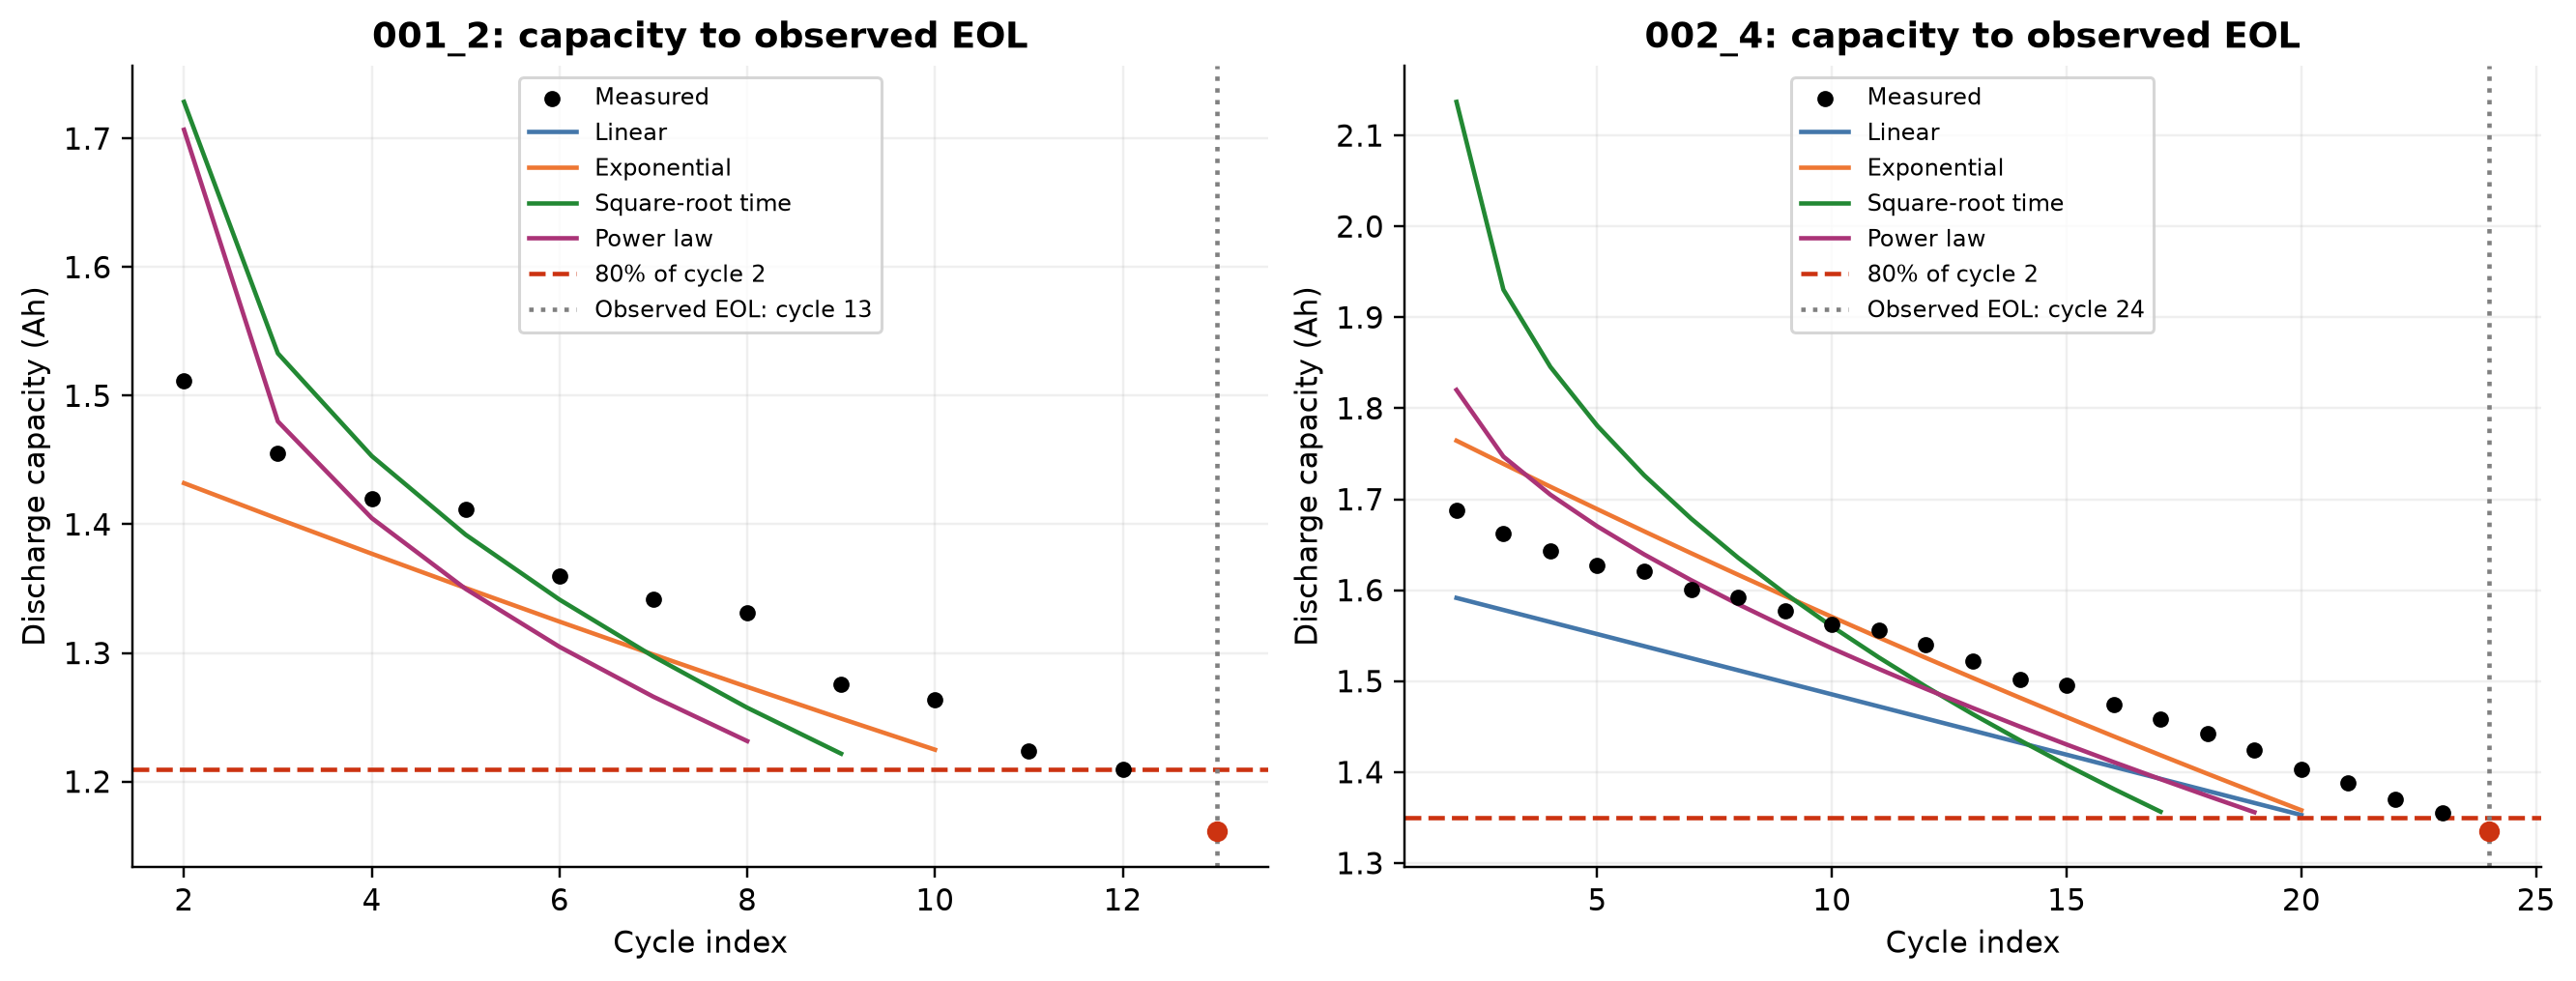 001_2: capacity to observed EOL
Discharge capacity (Ah)
1.7
1.6
1.5
1.4
1.3
1.2
Measured
Linear
Exponential
Square-root time
Power law
80% of cycle 2
Observed EOL: cycle 13
2 4 6 8 10 12
Cycle index
002_4: capacity to observed EOL
Discharge capacity (Ah)
2.1
2.0
1.9
1.8
1.7
1.6
1.5
1.4
1.3
Measured
Linear
Exponential
Square-root time
Power law
80% of cycle 2
Observed EOL: cycle 24
5 10 15 20 25
Cycle index